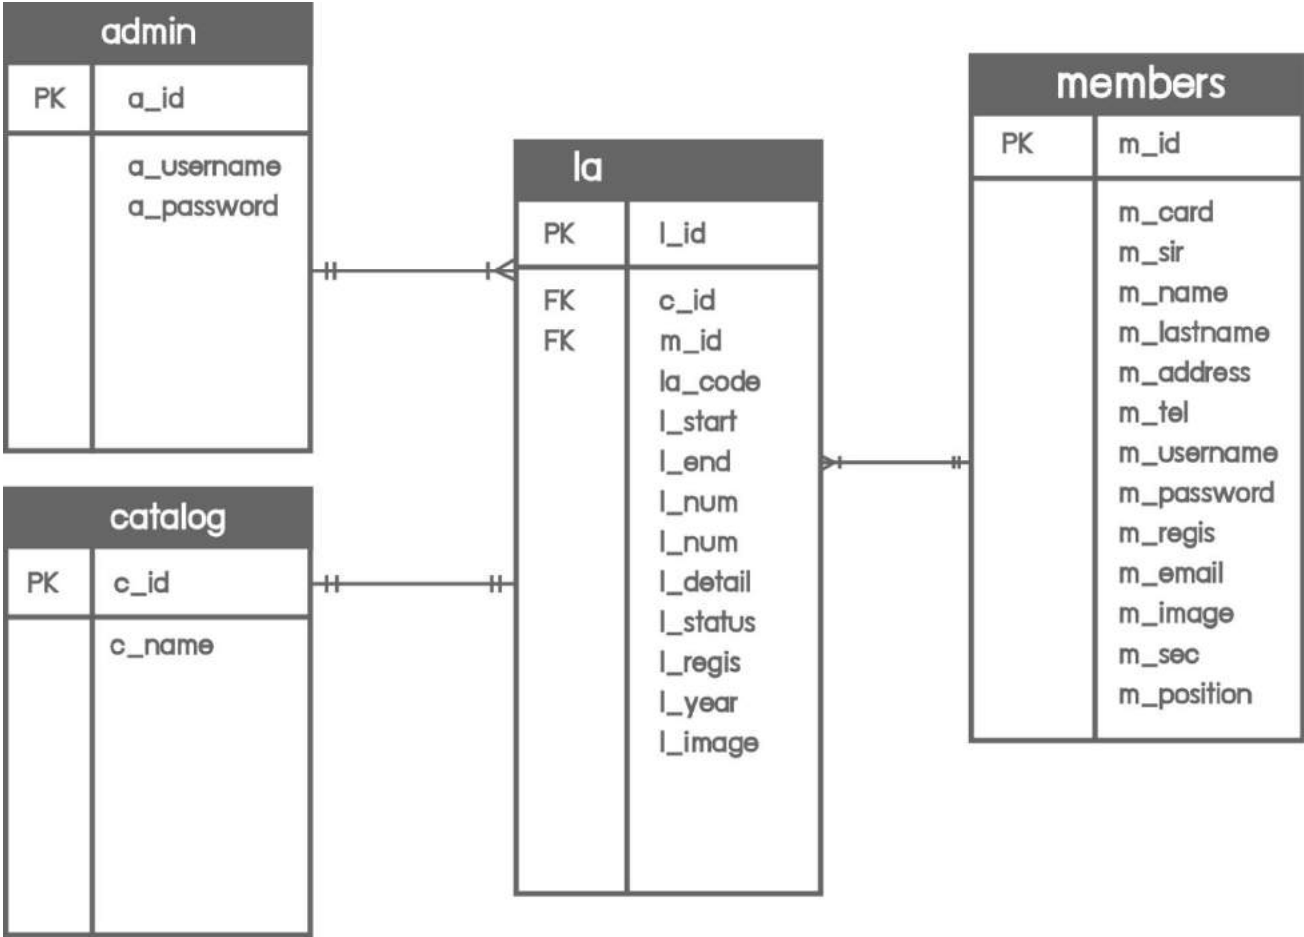 admin
PK a_id
a_username
a_password
catalog
PK c_id
c_name
la
PK l_id
FK c_id
FK m_id
la_code
l_start
l_end
l_num
l_num
l_detail
l_status
l_regis
l_year
l_image
members
PK m_id
m_card
m_sir
m_name
m_lastname
m_address
m_tel
m_username
m_password
m_regis
m_email
m_image
m_sec
m_position